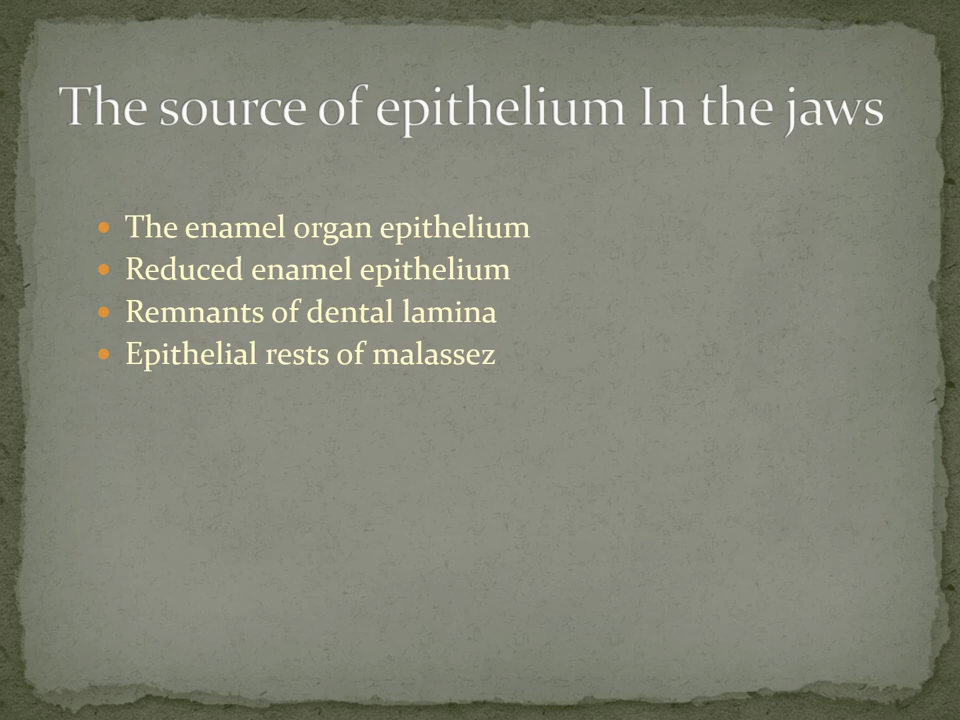 The source of epithelium In the jaws
The enamel organ epithelium
Reduced enamel epithelium
Remnants of dental lamina
Epithelial rests of malassez